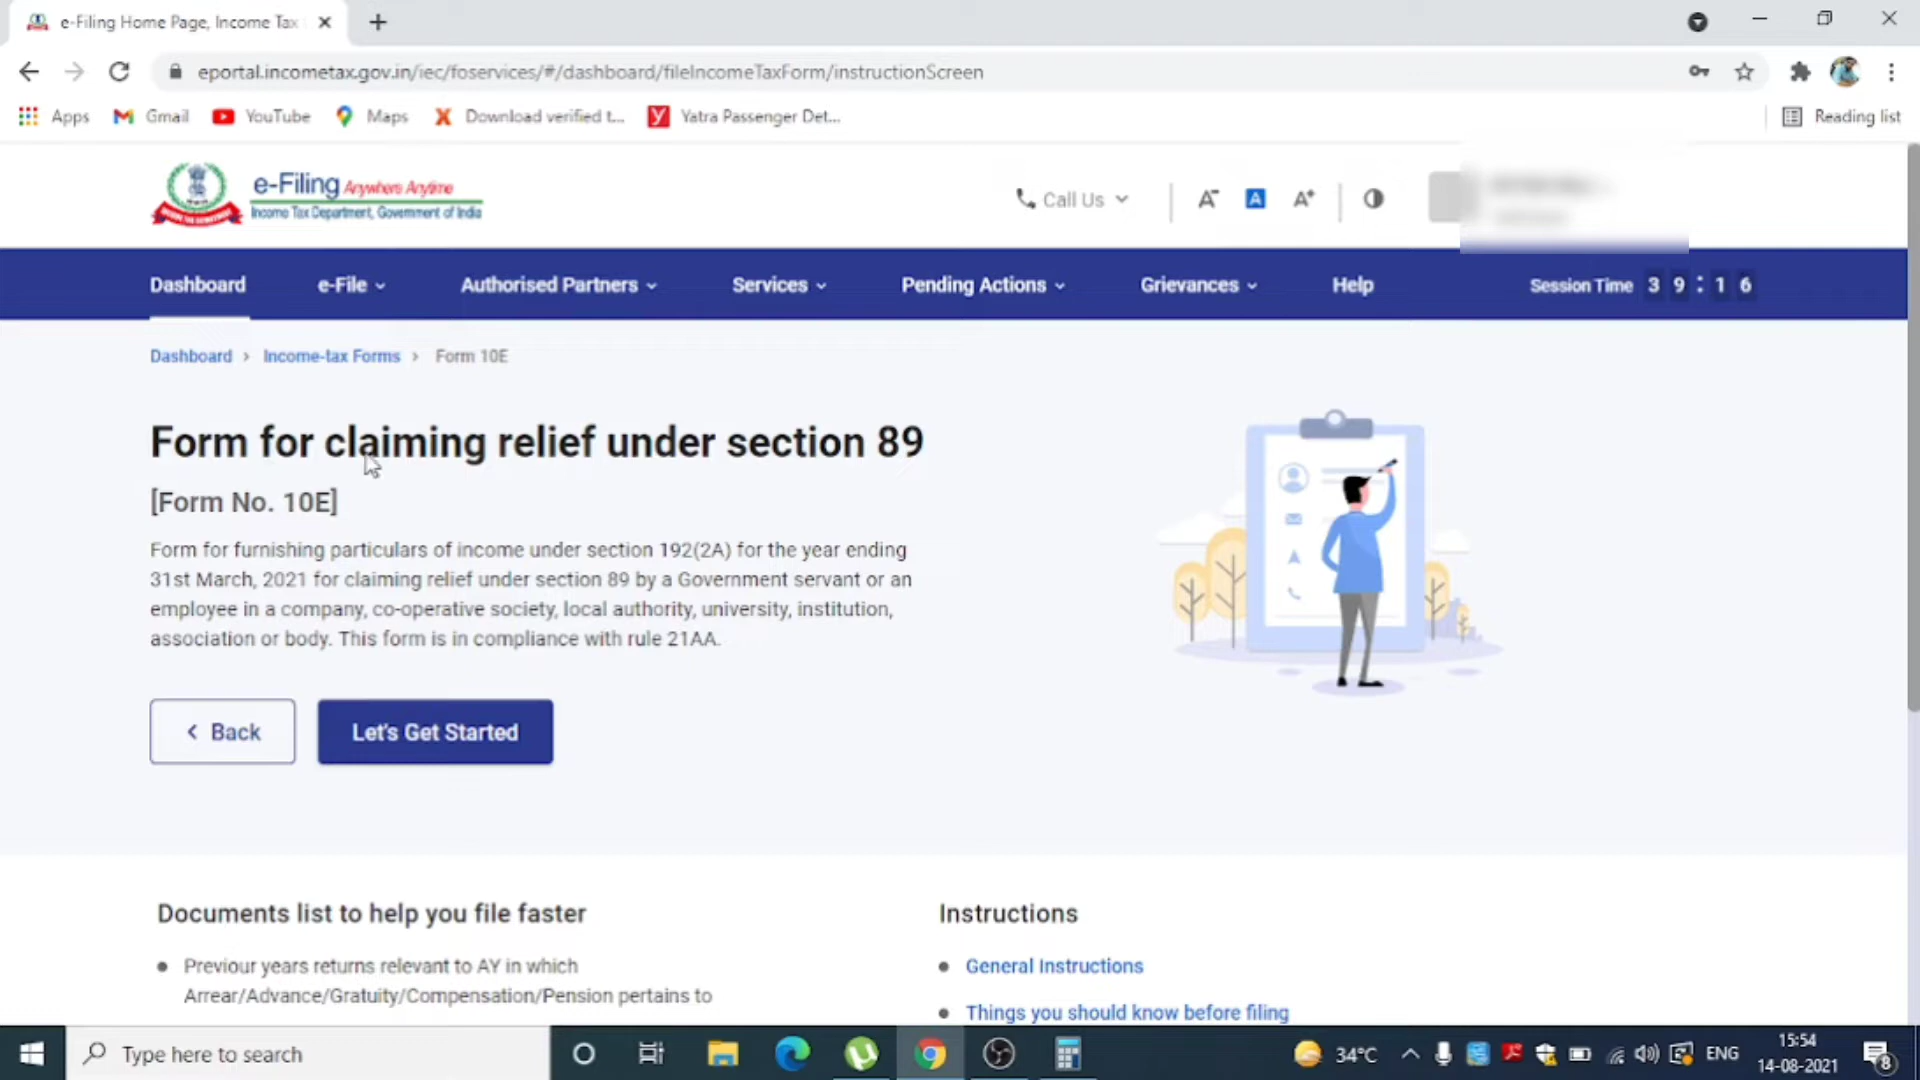 e-Filing Home Page, Income Tax
eportal.incometax.gov.in/iec/foservices/#/dashboard/fileIncomeTaxForm/instructionScreen
Apps Gmail YouTube Maps Download verified t... Yatra Passenger Det... Reading list
e-Filing Anywhere Anytime
Income Tax Department, Government of India
Call Us A- A A+
Dashboard e-File Authorised Partners Services Pending Actions Grievances Help Session Time 3 9 : 1 6
Dashboard > Income-tax Forms > Form 10E
Form for claiming relief under section 89
[Form No. 10E]
Form for furnishing particulars of income under section 192(2A) for the year ending
31st March, 2021 for claiming relief under section 89 by a Government servant or an
employee in a company, co-operative society, local authority, university, institution,
association or body. This form is in compliance with rule 21AA.
< Back Let's Get Started
Documents list to help you file faster
Previour years returns relevant to AY in which
Arrear/Advance/Gratuity/Compensation/Pension pertains to
Instructions
General Instructions
Things you should know before filing
Type here to search
34°C ENG 15:54
14-08-2021 8